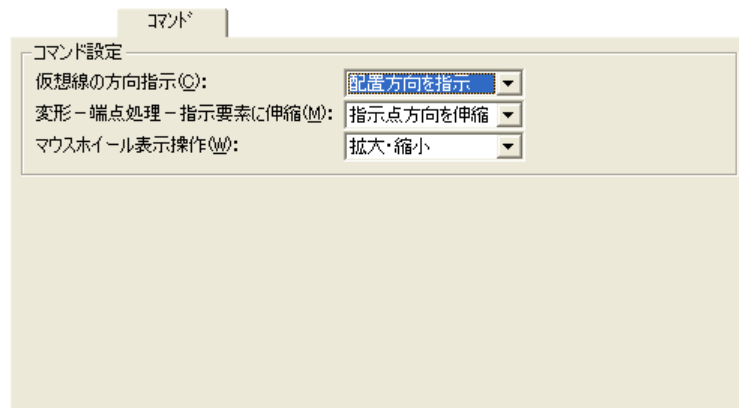 ｺﾏﾝﾄﾞ
コマンド設定
仮想線の方向指示(C): 配置方向を指示
変形－端点処理－指示要素に伸縮(M): 指示点方向を伸縮
マウスホイール表示操作(W): 拡大・縮小